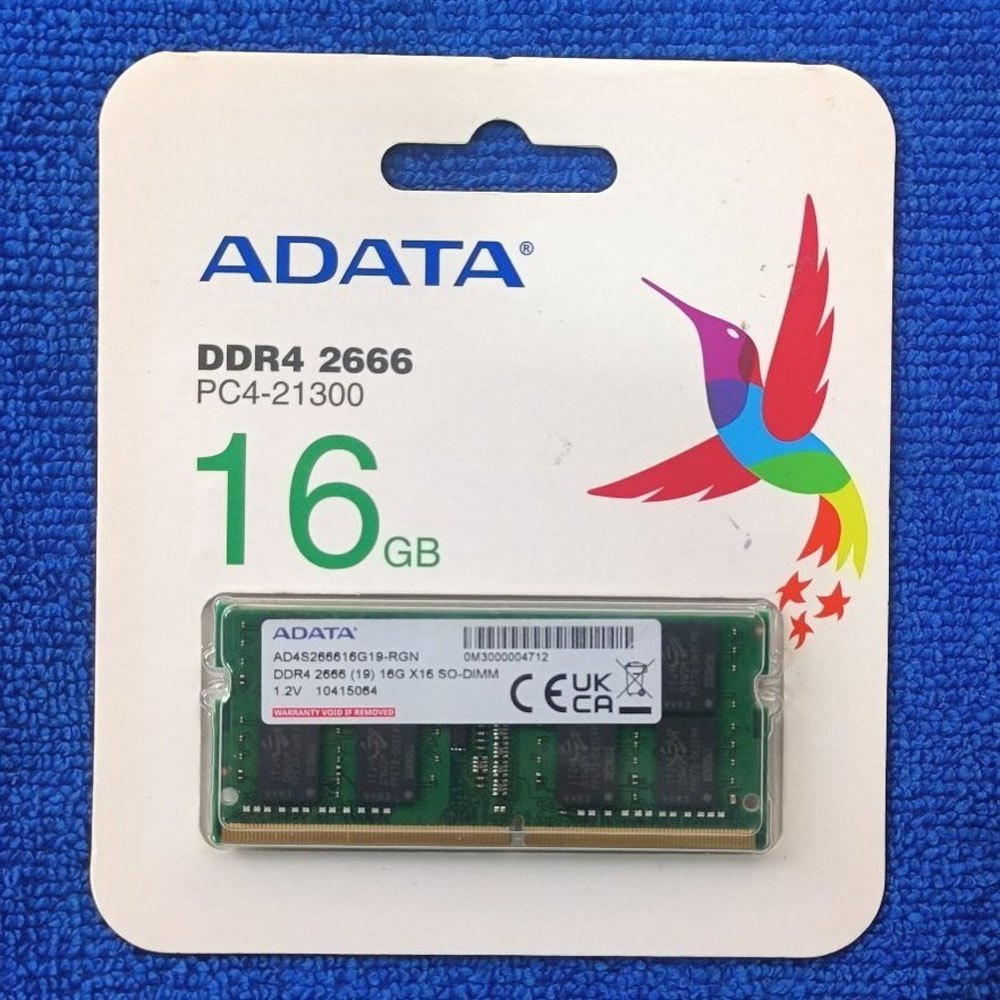 ADATA®
DDR4 2666
PC4-21300
16GB
ADATA®
AD4S266616G19-RGN
0M3000004712
DDR4 2666 (19) 16G X16 SO-DIMM
1.2V 10415064
CE UK CA
WARRANTY VOID IF REMOVED